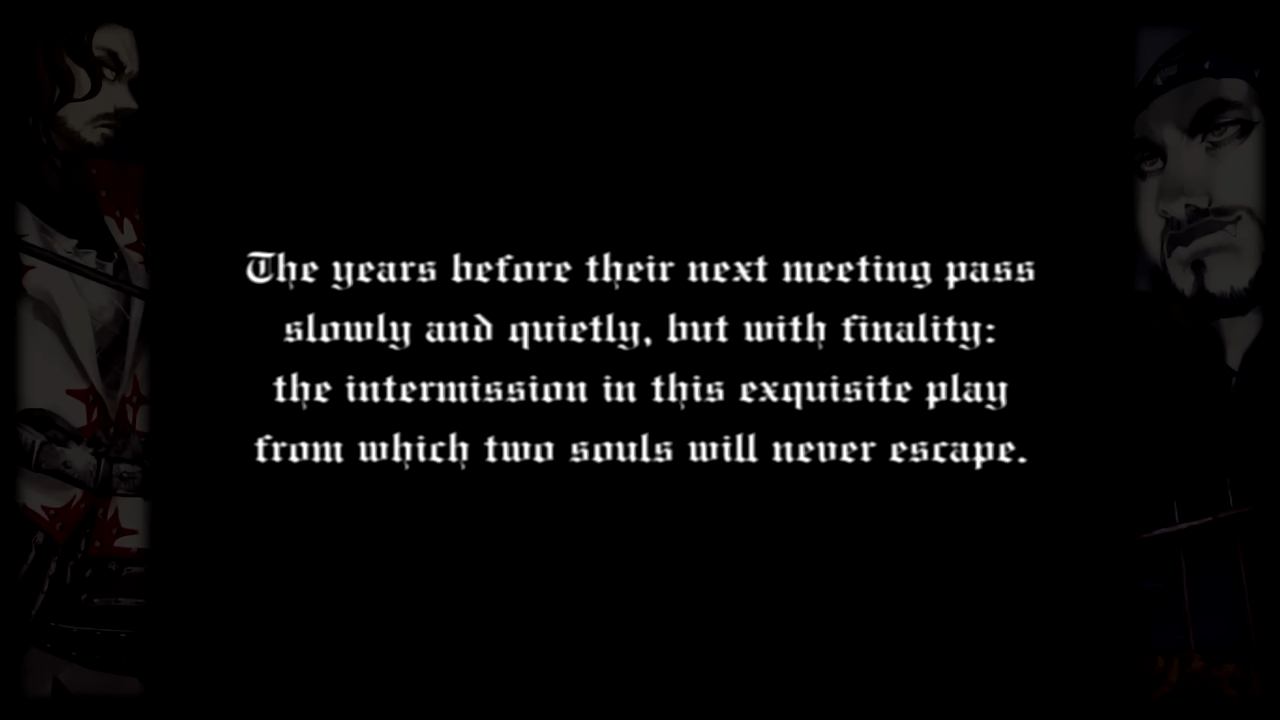 The years before their next meeting pass
slowly and quietly, but with finality:
the intermission in this exquisite play
from which two souls will never escape.